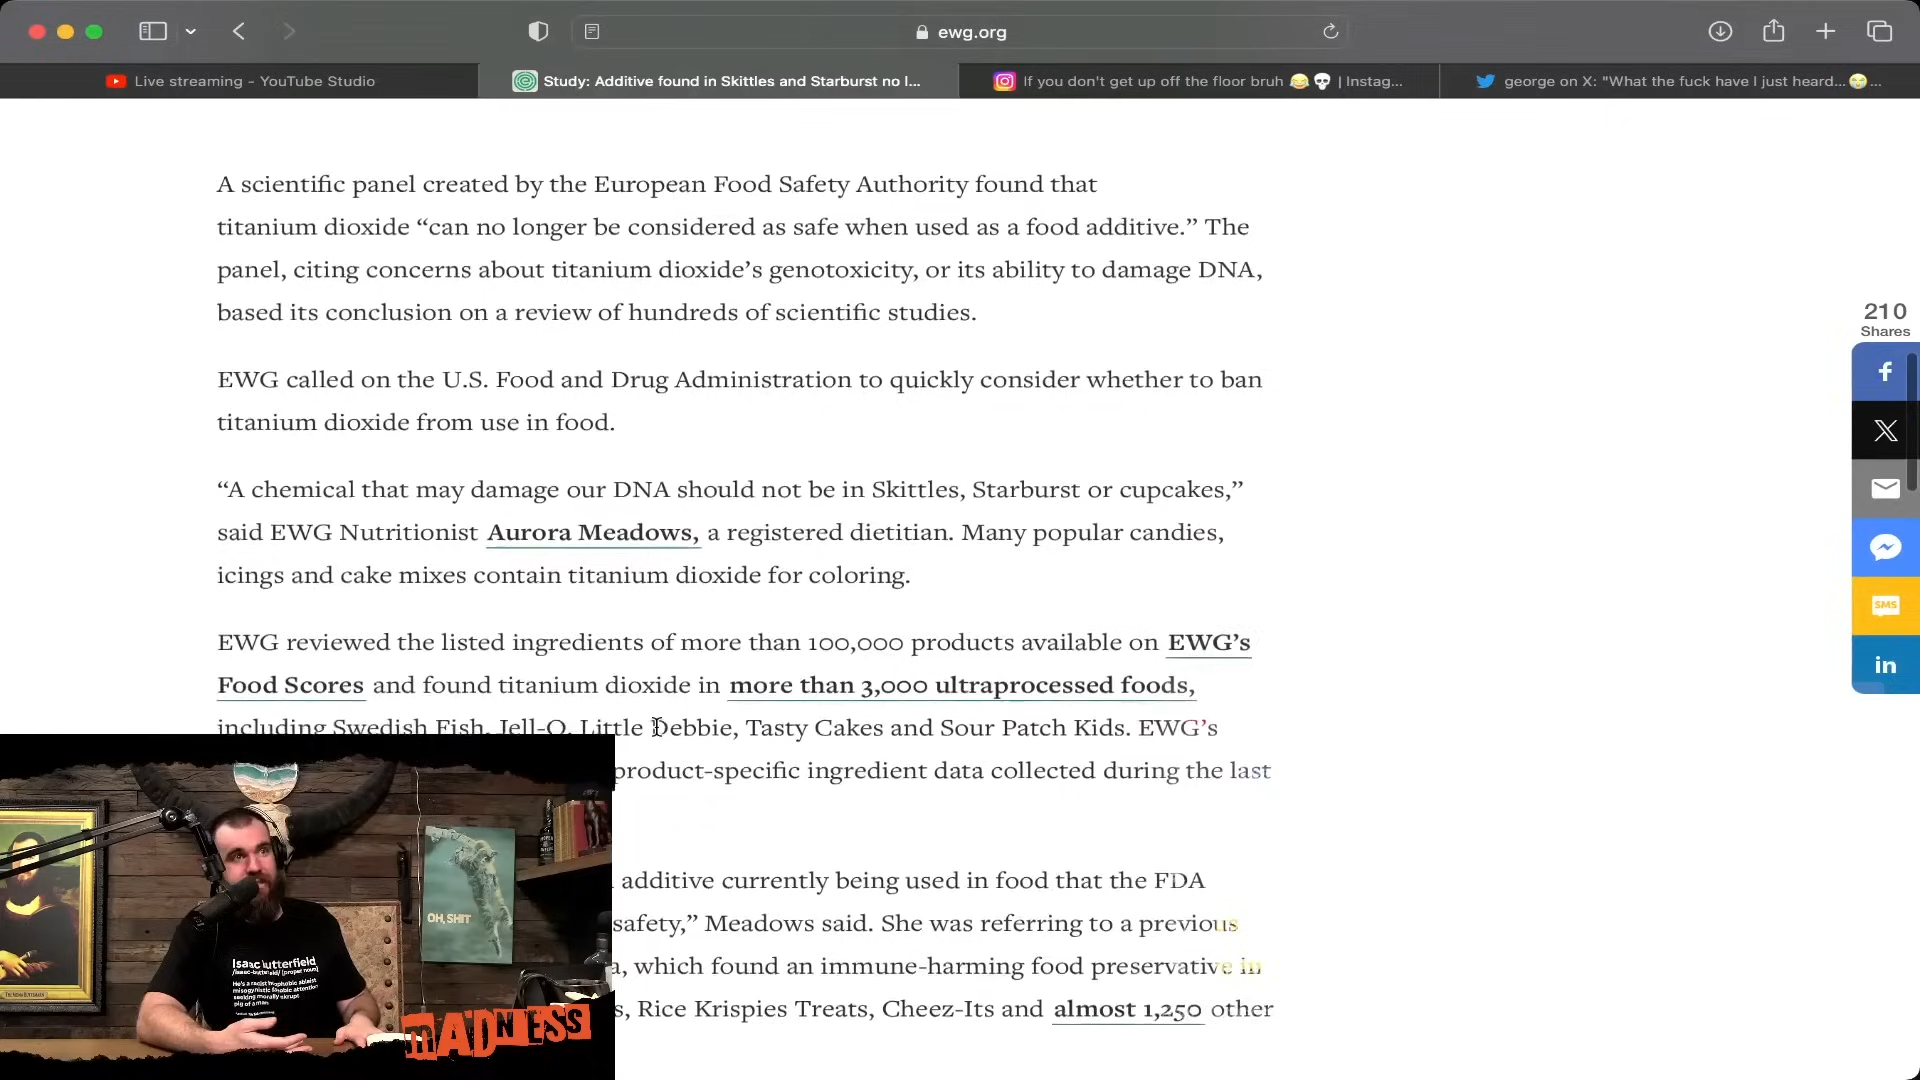 ewg.org
Live streaming - YouTube Studio
Study: Additive found in Skittles and Starburst no l...
If you don't get up off the floor bruh 😂💀 | Instag...
george on X: "What the fuck have I just heard...😭...
A scientific panel created by the European Food Safety Authority found that
titanium dioxide “can no longer be considered as safe when used as a food additive.” The
panel, citing concerns about titanium dioxide’s genotoxicity, or its ability to damage DNA,
based its conclusion on a review of hundreds of scientific studies.
EWG called on the U.S. Food and Drug Administration to quickly consider whether to ban
titanium dioxide from use in food.
“A chemical that may damage our DNA should not be in Skittles, Starburst or cupcakes,”
said EWG Nutritionist Aurora Meadows, a registered dietitian. Many popular candies,
icings and cake mixes contain titanium dioxide for coloring.
EWG reviewed the listed ingredients of more than 100,000 products available on EWG’s
Food Scores and found titanium dioxide in more than 3,000 ultraprocessed foods,
including Swedish Fish, Jell-O, Little Debbie, Tasty Cakes and Sour Patch Kids. EWG’s
product-specific ingredient data collected during the last
additive currently being used in food that the FDA
safety,” Meadows said. She was referring to a previous
a, which found an immune-harming food preservative in
s, Rice Krispies Treats, Cheez-Its and almost 1,250 other
210
Shares
SMS
in
OH, SHIT
Isaac Butterfield
MADNESS